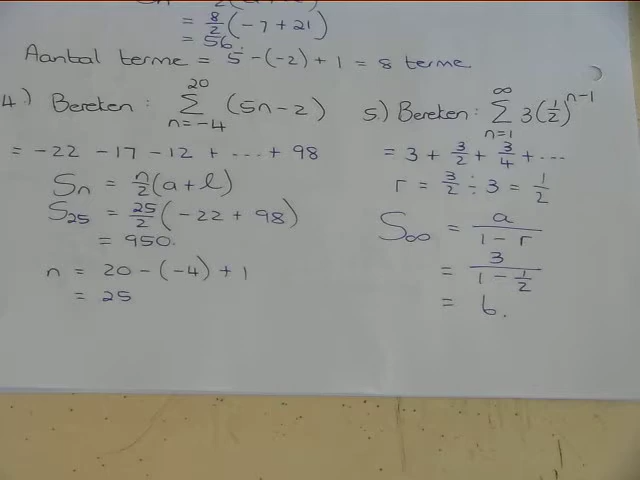 = 8/2 (-7 + 21)
= 56.
Aantal terme = 5 - (-2) + 1 = 8 terme
4.) Bereken : 20 ∑ n=-4 (5n - 2)
= -22 - 17 - 12 + ... + 98
Sn = n/2 (a + l)
S25 = 25/2 (-22 + 98)
= 950.
n = 20 - (-4) + 1
= 25
5.) Bereken : ∞ ∑ n=1 3(1/2)^n-1
= 3 + 3/2 + 3/4 + ...
r = 3/2 ÷ 3 = 1/2
S∞ = a / 1 - r
= 3 / 1 - 1/2
= 6.